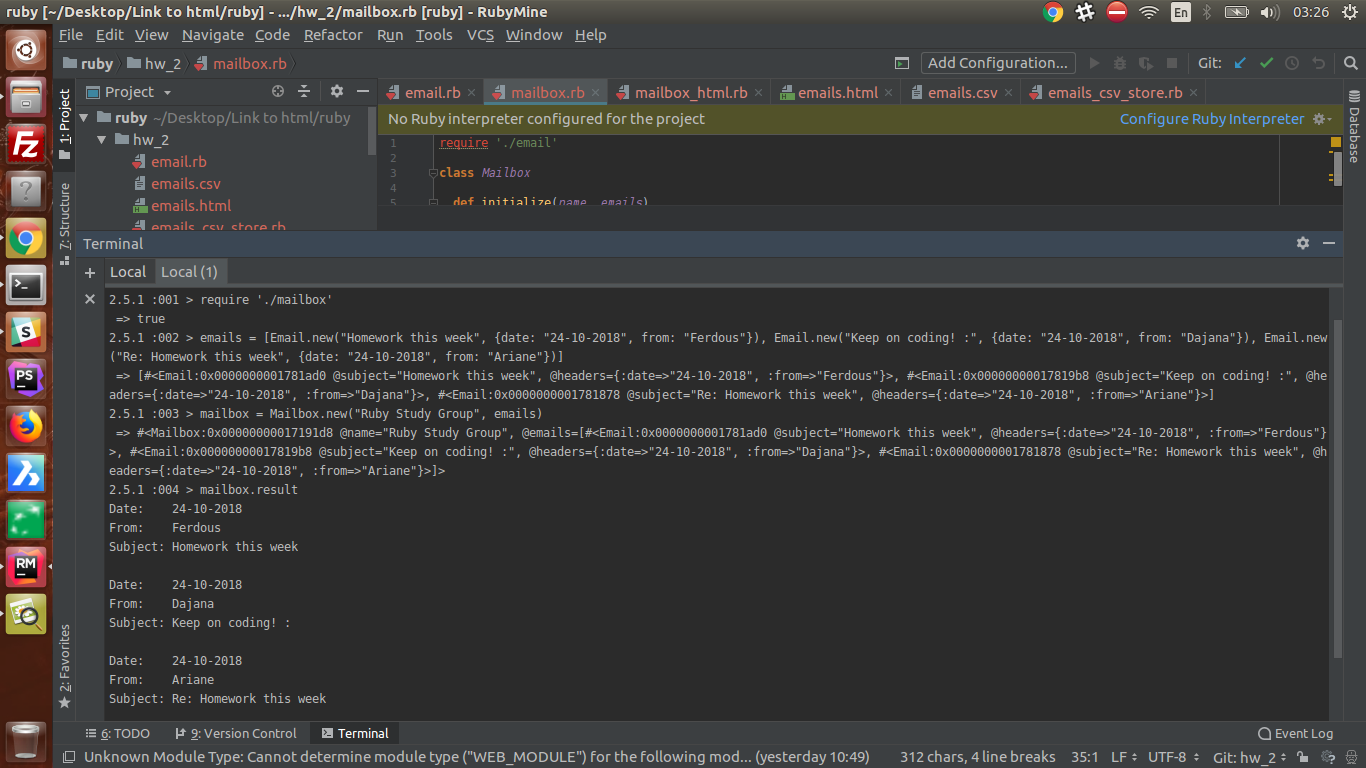 ruby [~/Desktop/Link to html/ruby] - .../hw_2/mailbox.rb [ruby] - RubyMine
En
03:26
File Edit View Navigate Code Refactor Run Tools VCS Window Help
ruby hw_2 mailbox.rb
Add Configuration...
Git:
1: Project
Project
email.rb mailbox.rb mailbox_html.rb emails.html emails.csv emails_csv_store.rb
Database
ruby ~/Desktop/Link to html/ruby
hw_2
email.rb
emails.csv
emails.html
emails_csv_store.rb
No Ruby interpreter configured for the project
Configure Ruby Interpreter
1 require './email'
2
3 class Mailbox
4
5 def initialize(name, emails)
7: Structure
Terminal
Local Local (1)
2.5.1 :001 > require './mailbox'
=> true
2.5.1 :002 > emails = [Email.new("Homework this week", {date: "24-10-2018", from: "Ferdous"}), Email.new("Keep on coding! :", {date: "24-10-2018", from: "Dajana"}), Email.new
("Re: Homework this week", {date: "24-10-2018", from: "Ariane"})]
=> [#<Email:0x0000000001781ad0 @subject="Homework this week", @headers={:date=>"24-10-2018", :from=>"Ferdous"}>, #<Email:0x00000000017819b8 @subject="Keep on coding! :", @he
aders={:date=>"24-10-2018", :from=>"Dajana"}>, #<Email:0x0000000001781878 @subject="Re: Homework this week", @headers={:date=>"24-10-2018", :from=>"Ariane"}>]
2.5.1 :003 > mailbox = Mailbox.new("Ruby Study Group", emails)
=> #<Mailbox:0x00000000017191d8 @name="Ruby Study Group", @emails=[#<Email:0x0000000001781ad0 @subject="Homework this week", @headers={:date=>"24-10-2018", :from=>"Ferdous"}
>, #<Email:0x00000000017819b8 @subject="Keep on coding! :", @headers={:date=>"24-10-2018", :from=>"Dajana"}>, #<Email:0x0000000001781878 @subject="Re: Homework this week", @h
eaders={:date=>"24-10-2018", :from=>"Ariane"}>]>
2.5.1 :004 > mailbox.result
Date: 24-10-2018
From: Ferdous
Subject: Homework this week
Date: 24-10-2018
From: Dajana
Subject: Keep on coding! :
Date: 24-10-2018
From: Ariane
Subject: Re: Homework this week
2: Favorites
FZ
PS
RM
6: TODO 9: Version Control Terminal
Event Log
Unknown Module Type: Cannot determine module type ("WEB_MODULE") for the following mod... (yesterday 10:49)
312 chars, 4 line breaks 35:1 LF UTF-8 Git: hw_2